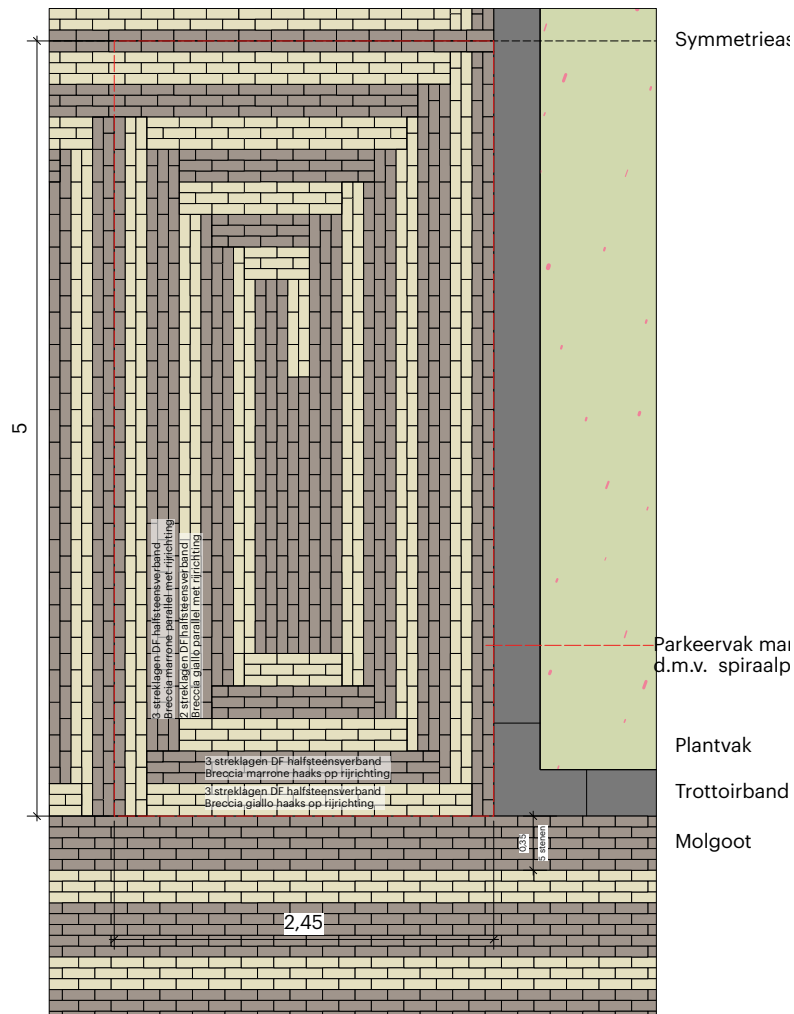 Symmetrieas
5
3 streklagen DF halfsteensverband
Breccia marrone parallel met rijrichting
2 streklagen DF halfsteensverband
Breccia giallo parallel met rijrichting
Parkeervak mar
d.m.v. spiraalp
Plantvak
3 streklagen DF halfsteensverband
Breccia marrone haaks op rijrichting
3 streklagen DF halfsteensverband
Breccia giallo haaks op rijrichting
Trottoirband
0,35
5 stenen
Molgoot
2,45